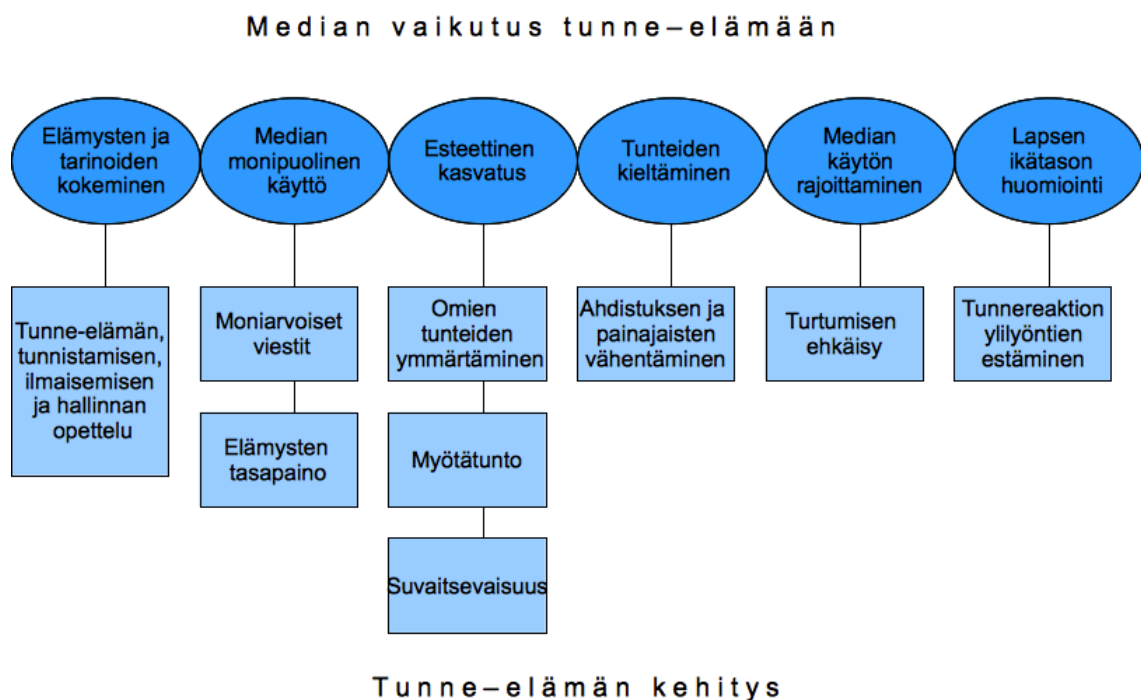 Median vaikutus tunne–elämään
Elämysten ja
tarinoiden
kokeminen
Median
monipuolinen
käyttö
Esteettinen
kasvatus
Tunteiden
kieltäminen
Median
käytön
rajoittaminen
Lapsen
ikätason
huomiointi
Tunne-elämän,
tunnistamisen,
ilmaisemisen
ja hallinnan
opettelu
Moniarvoiset
viestit
Elämysten
tasapaino
Omien
tunteiden
ymmärtäminen
Myötätunto
Suvaitsevaisuus
Ahdistuksen ja
painajaisten
vähentäminen
Turtumisen
ehkäisy
Tunnereaktion
ylilyöntien
estäminen
Tunne–elämän kehitys